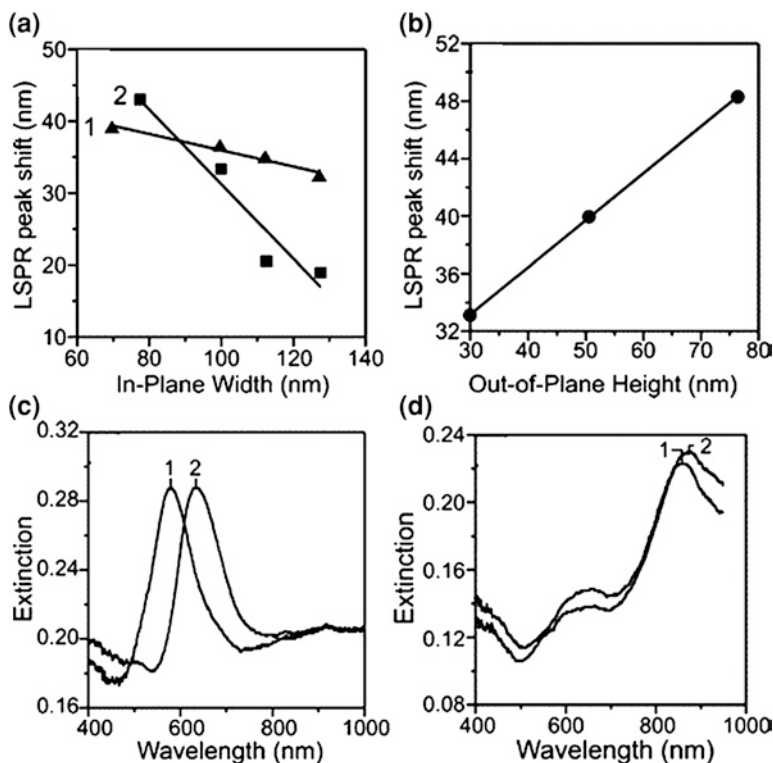 (a)
LSPR peak shift (nm)
50
40
30
20
10
2
1
60 80 100 120 140
In-Plane Width (nm)
(b)
LSPR peak shift (nm)
52
48
44
40
36
32
30 40 50 60 70 80
Out-of-Plane Height (nm)
(c)
Extinction
0.32
0.28
0.24
0.20
0.16
1 2
400 600 800 1000
Wavelength (nm)
(d)
Extinction
0.24
0.20
0.16
0.12
0.08
1 2
400 600 800 1000
Wavelength (nm)